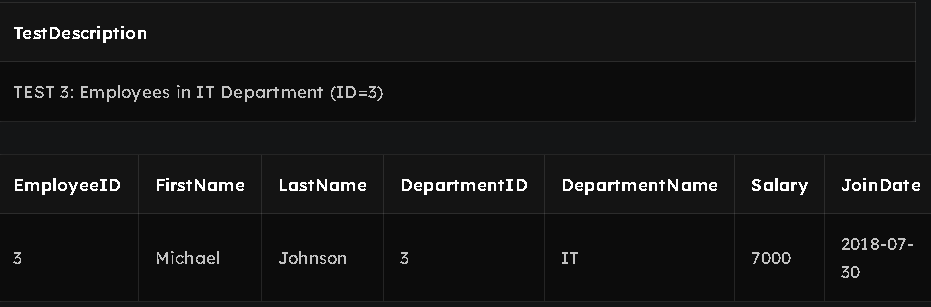 TestDescription
TEST 3: Employees in IT Department (ID=3)
EmployeeID FirstName LastName DepartmentID DepartmentName Salary JoinDate
3 Michael Johnson 3 IT 7000 2018-07-
30